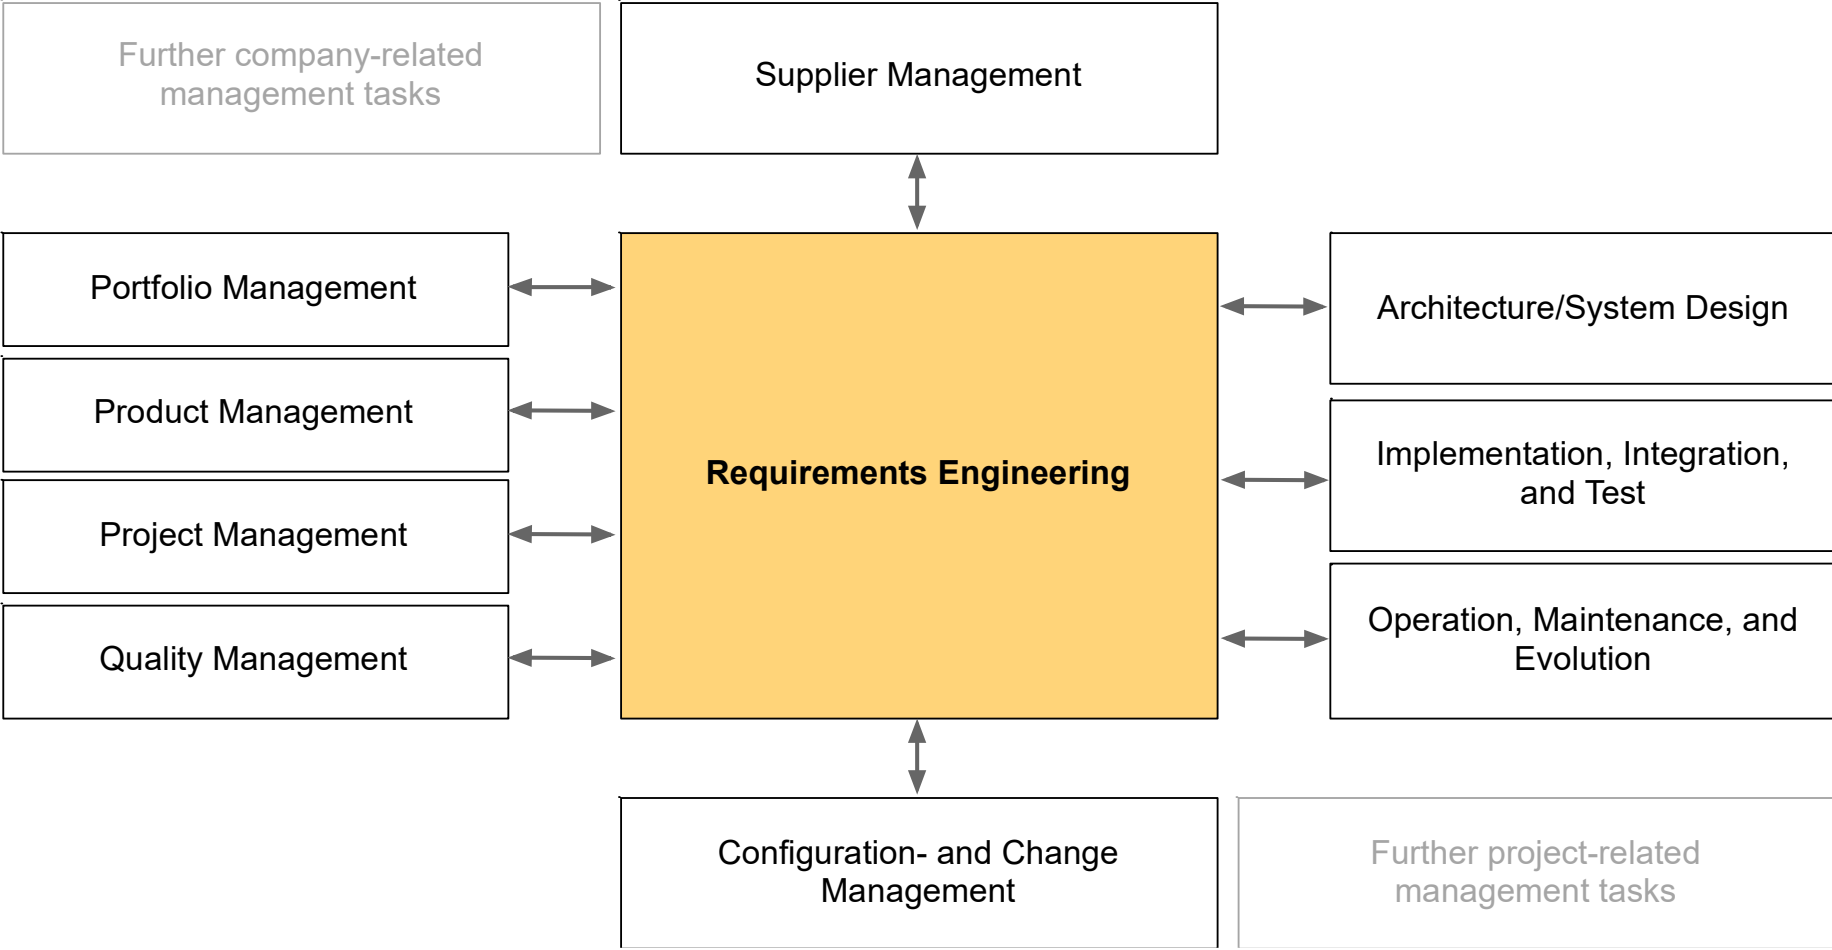 Further company-related
management tasks
Supplier Management
Portfolio Management
Product Management
Project Management
Quality Management
Requirements Engineering
Architecture/System Design
Implementation, Integration,
and Test
Operation, Maintenance, and
Evolution
Configuration- and Change
Management
Further project-related
management tasks